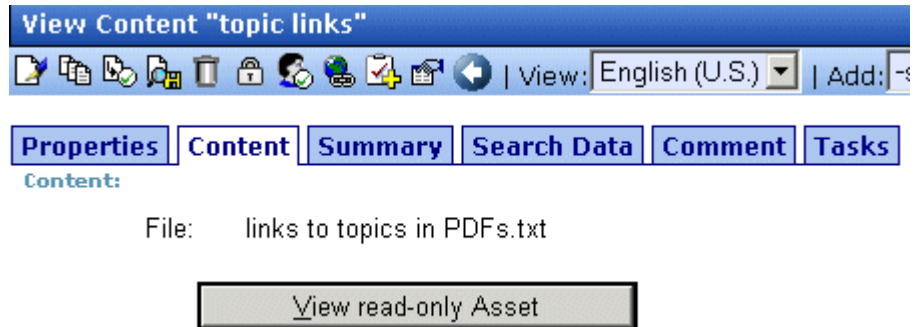 View Content "topic links"
| View: English (U.S.) | Add:
Properties Content Summary Search Data Comment Tasks
Content:
File: links to topics in PDFs.txt
View read-only Asset